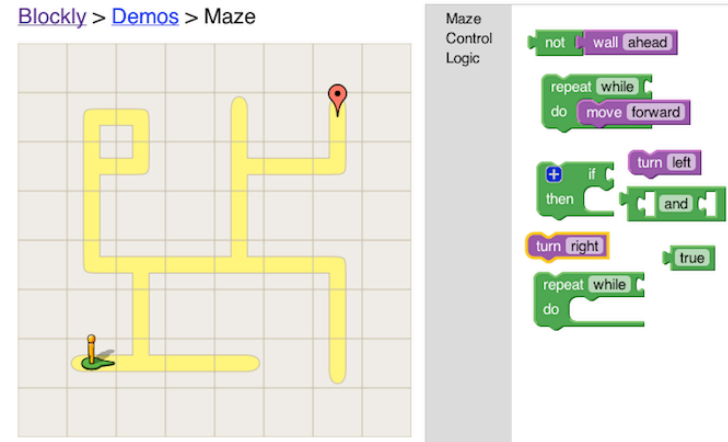 Blockly > Demos > Maze
Maze
Control
Logic
not wall ahead
repeat while
do move forward
if
then
turn left
and
turn right
true
repeat while
do